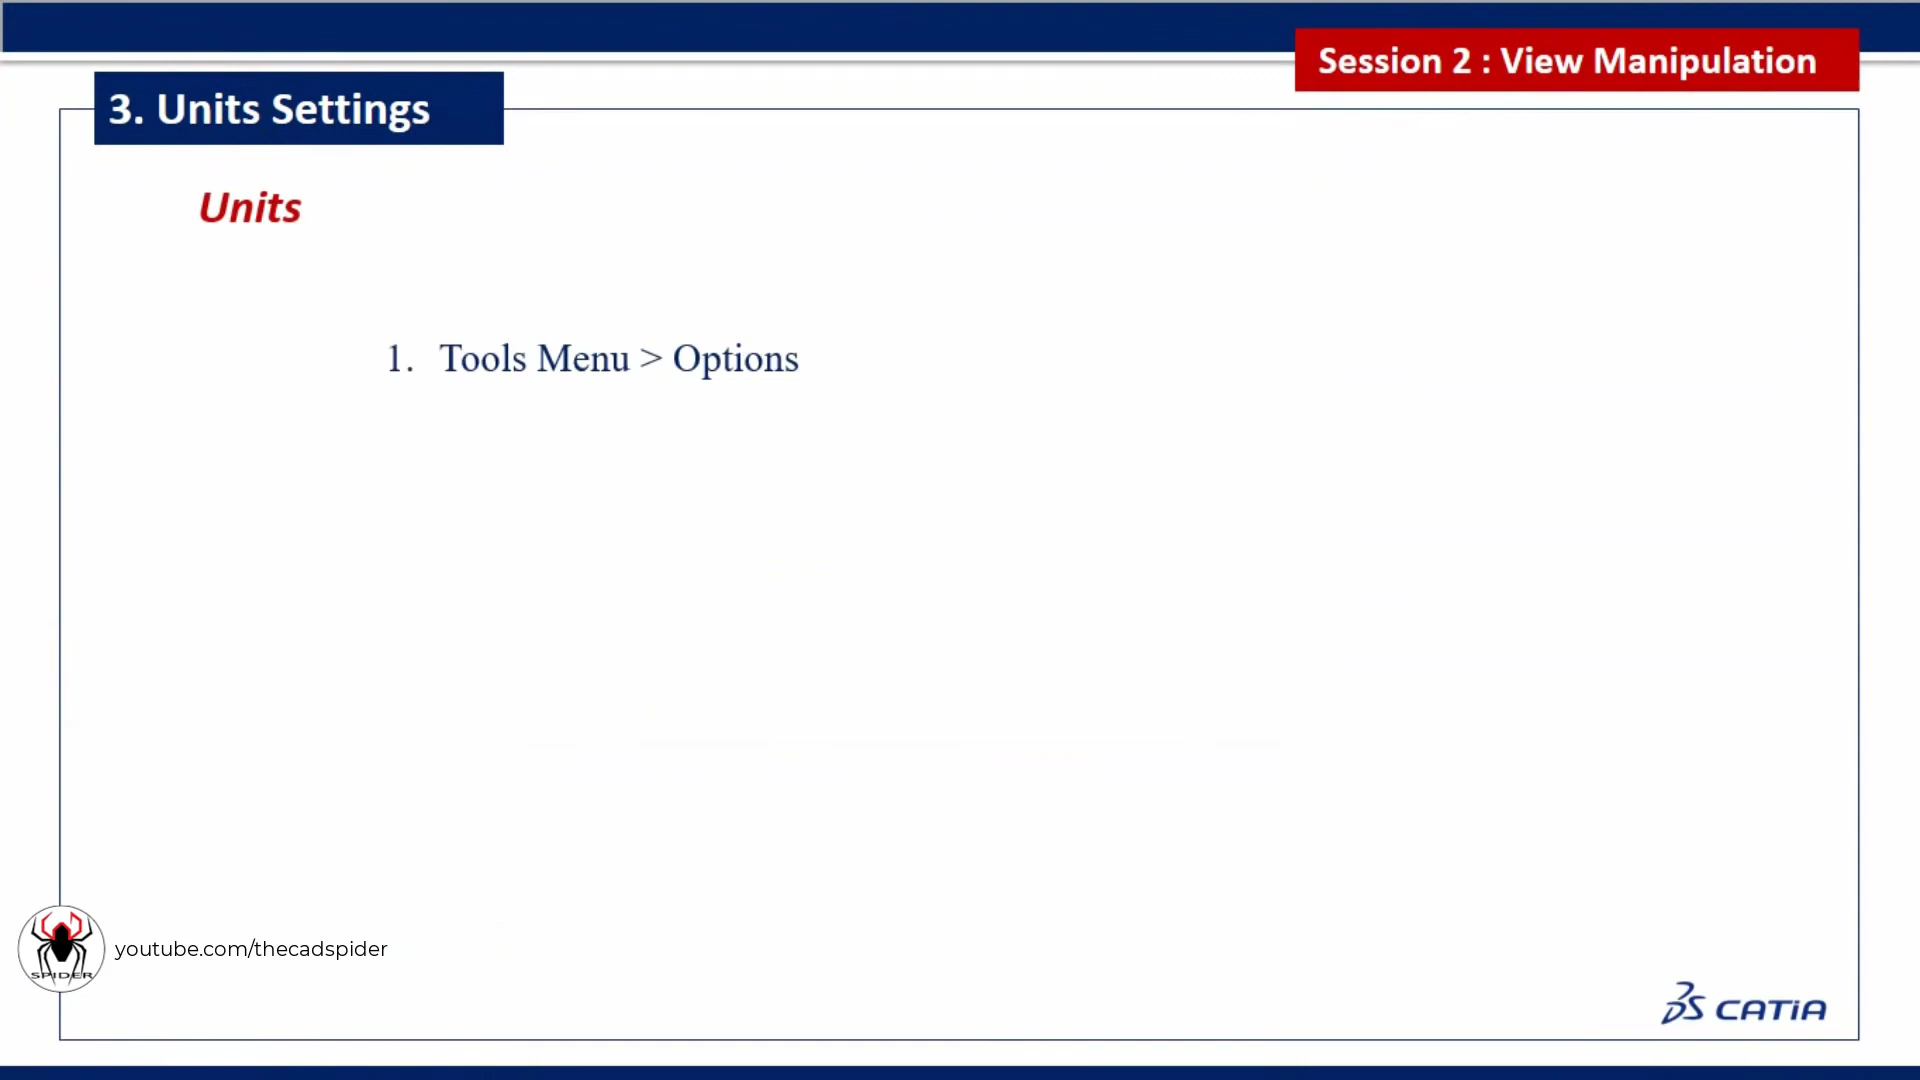 Session 2 : View Manipulation
3. Units Settings
Units
1. Tools Menu > Options
SPIDER
youtube.com/thecadspider
3DS CATIA